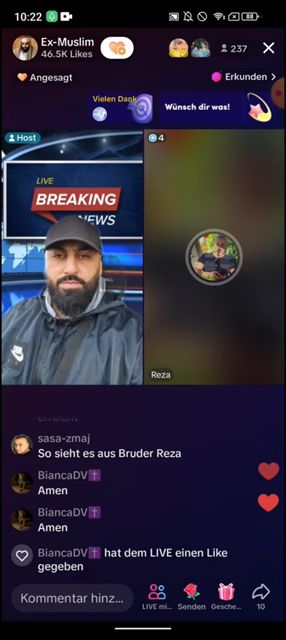 10:22
88
Ex-Muslim
46.5K Likes
237
Angesagt
Erkunden
Vielen Dank
Wünsch dir was!
Host
4
LIVE
BREAKING
NEWS
Reza
sasa-zmaj
So sieht es aus Bruder Reza
BiancaDV
Amen
BiancaDV
Amen
BiancaDV hat dem LIVE einen Like
gegeben
Kommentar hinz...
LIVE mi...
Senden
Gesche...
10